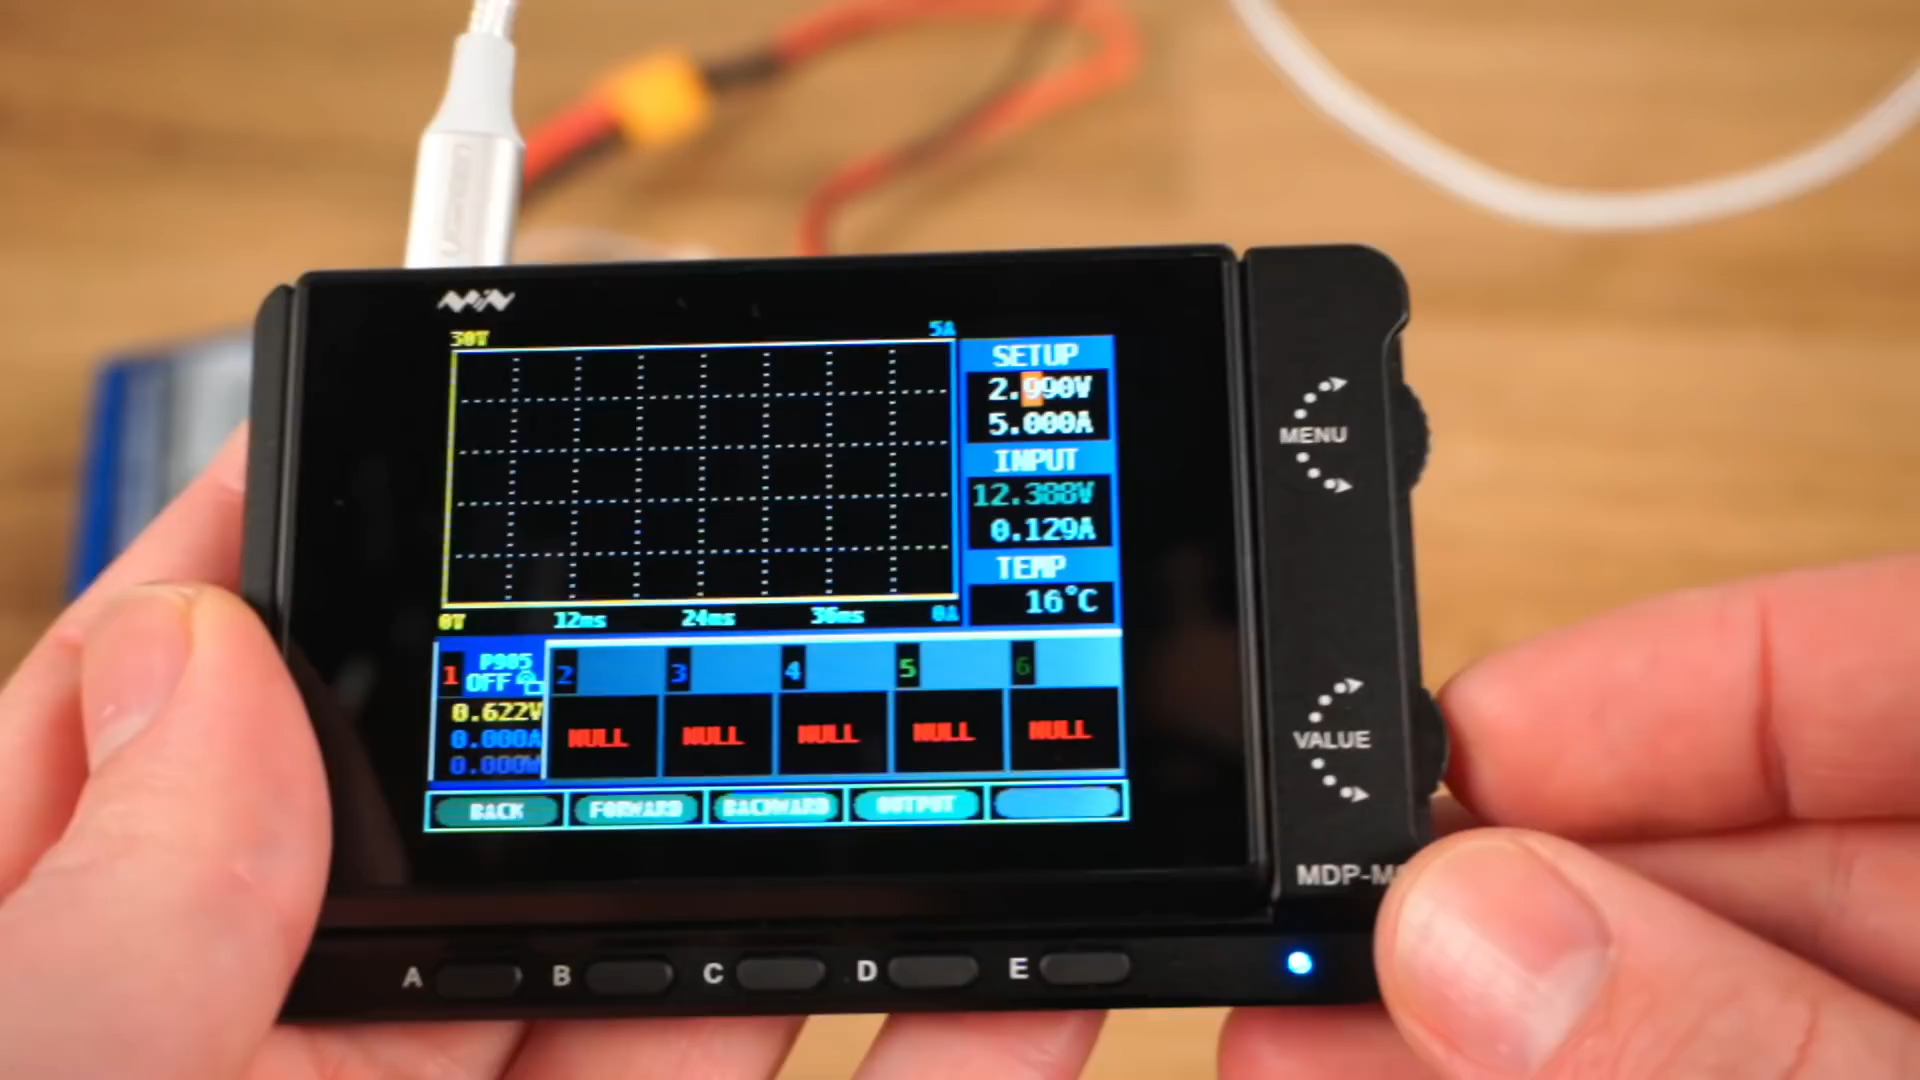 30V 5A
SETUP
2.990V
5.000A
INPUT
12.388V
0.129A
TEMP
16°C
0V 12ms 24ms 36ms 0A
1 P905 2 3 4 5 6
OFF
0.622V
0.000A
0.000W
NULL NULL NULL NULL NULL
BACK FORWARD BACKWARD OUTPUT
MENU
VALUE
A B C D E